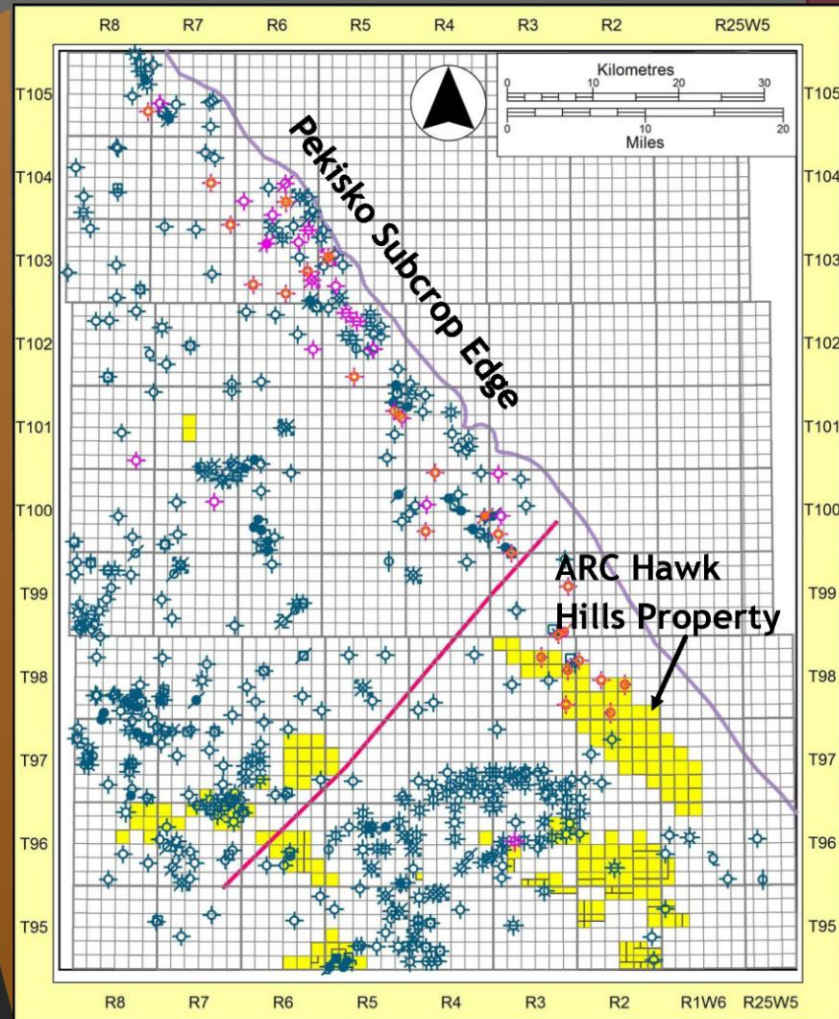 R8 R7 R6 R5 R4 R3 R2 R25W5
Kilometres
0 10 20 30
0 10 20
Miles
T105 T105
T104 T104
T103 T103
T102 T102
T101 T101
T100 T100
T99 T99
T98 T98
T97 T97
T96 T96
T95 T95
Pekisko Subcrop Edge
ARC Hawk
Hills Property
R8 R7 R6 R5 R4 R3 R2 R1W6 R25W5